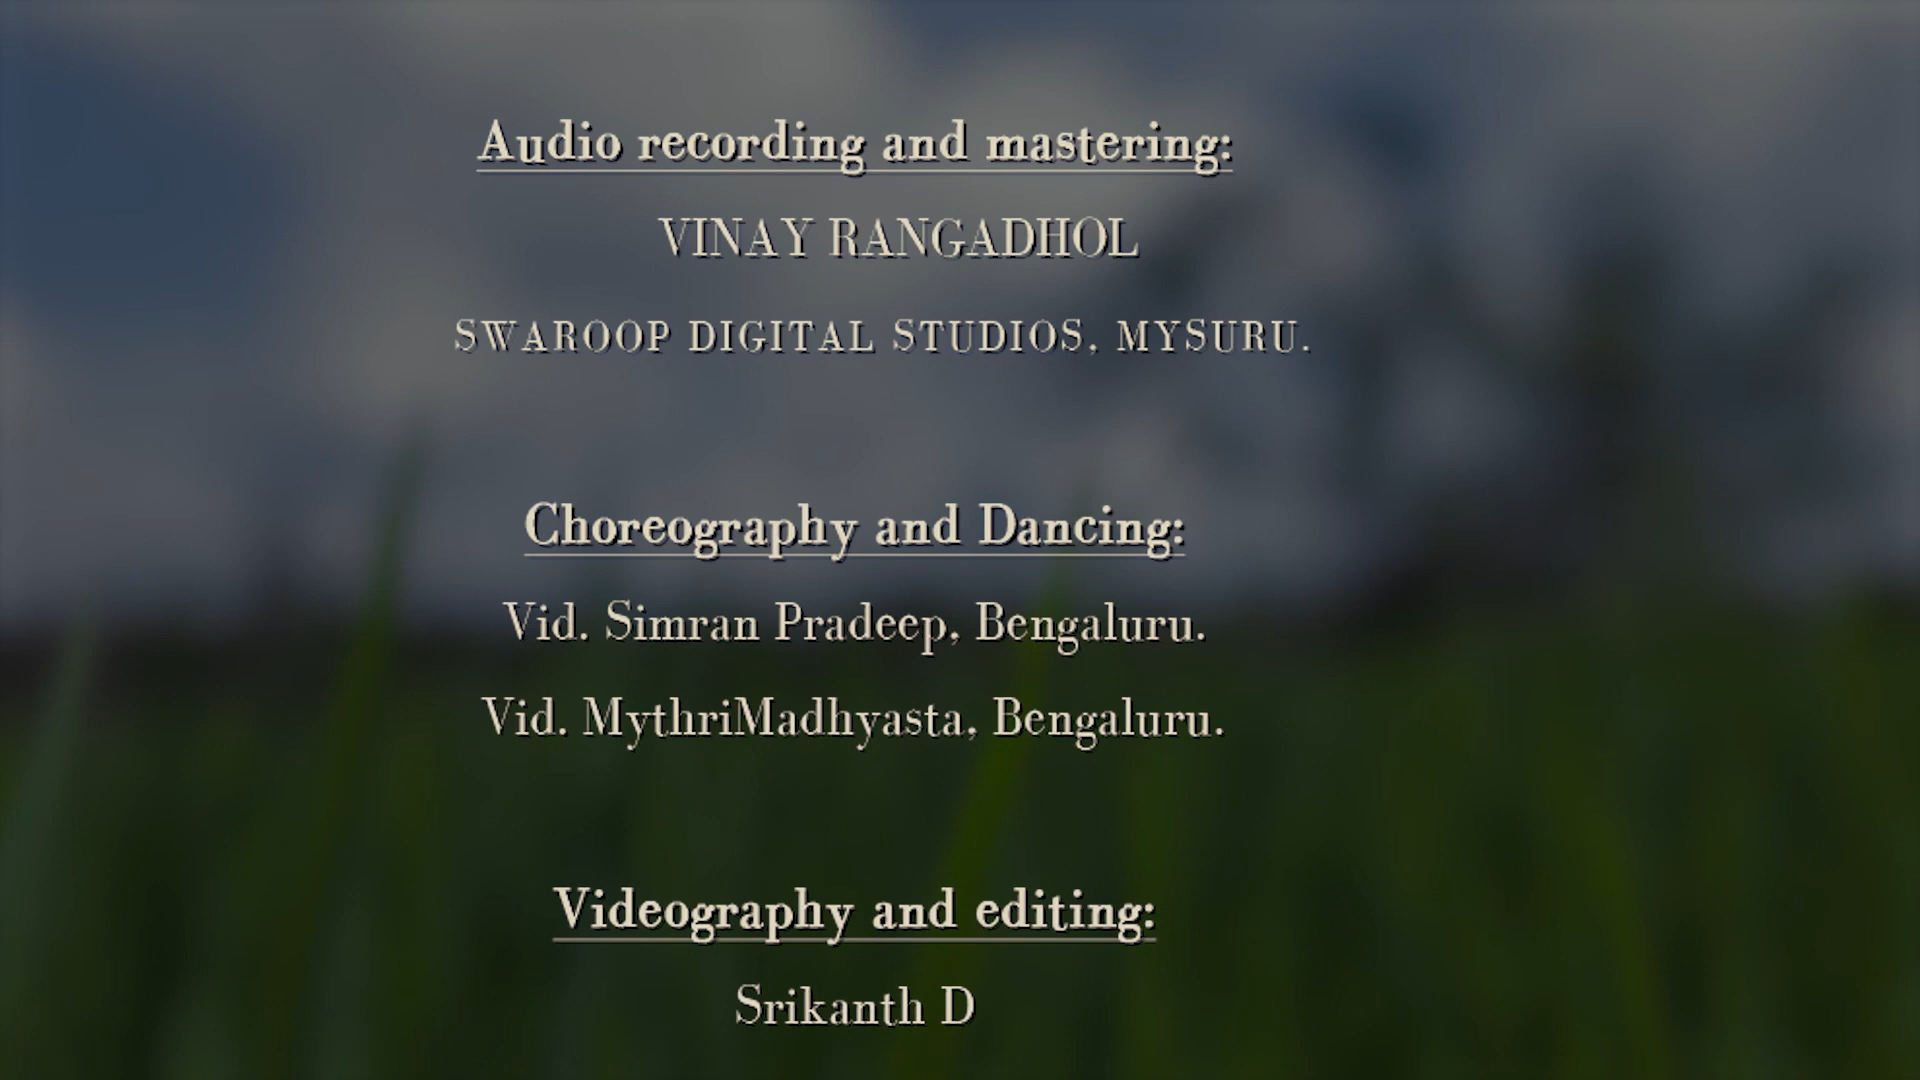 Audio recording and mastering:
VINAY RANGADHOL
SWAROOP DIGITAL STUDIOS, MYSURU.
Choreography and Dancing:
Vid. Simran Pradeep, Bengaluru.
Vid. MythriMadhyasta, Bengaluru.
Videography and editing:
Srikanth D